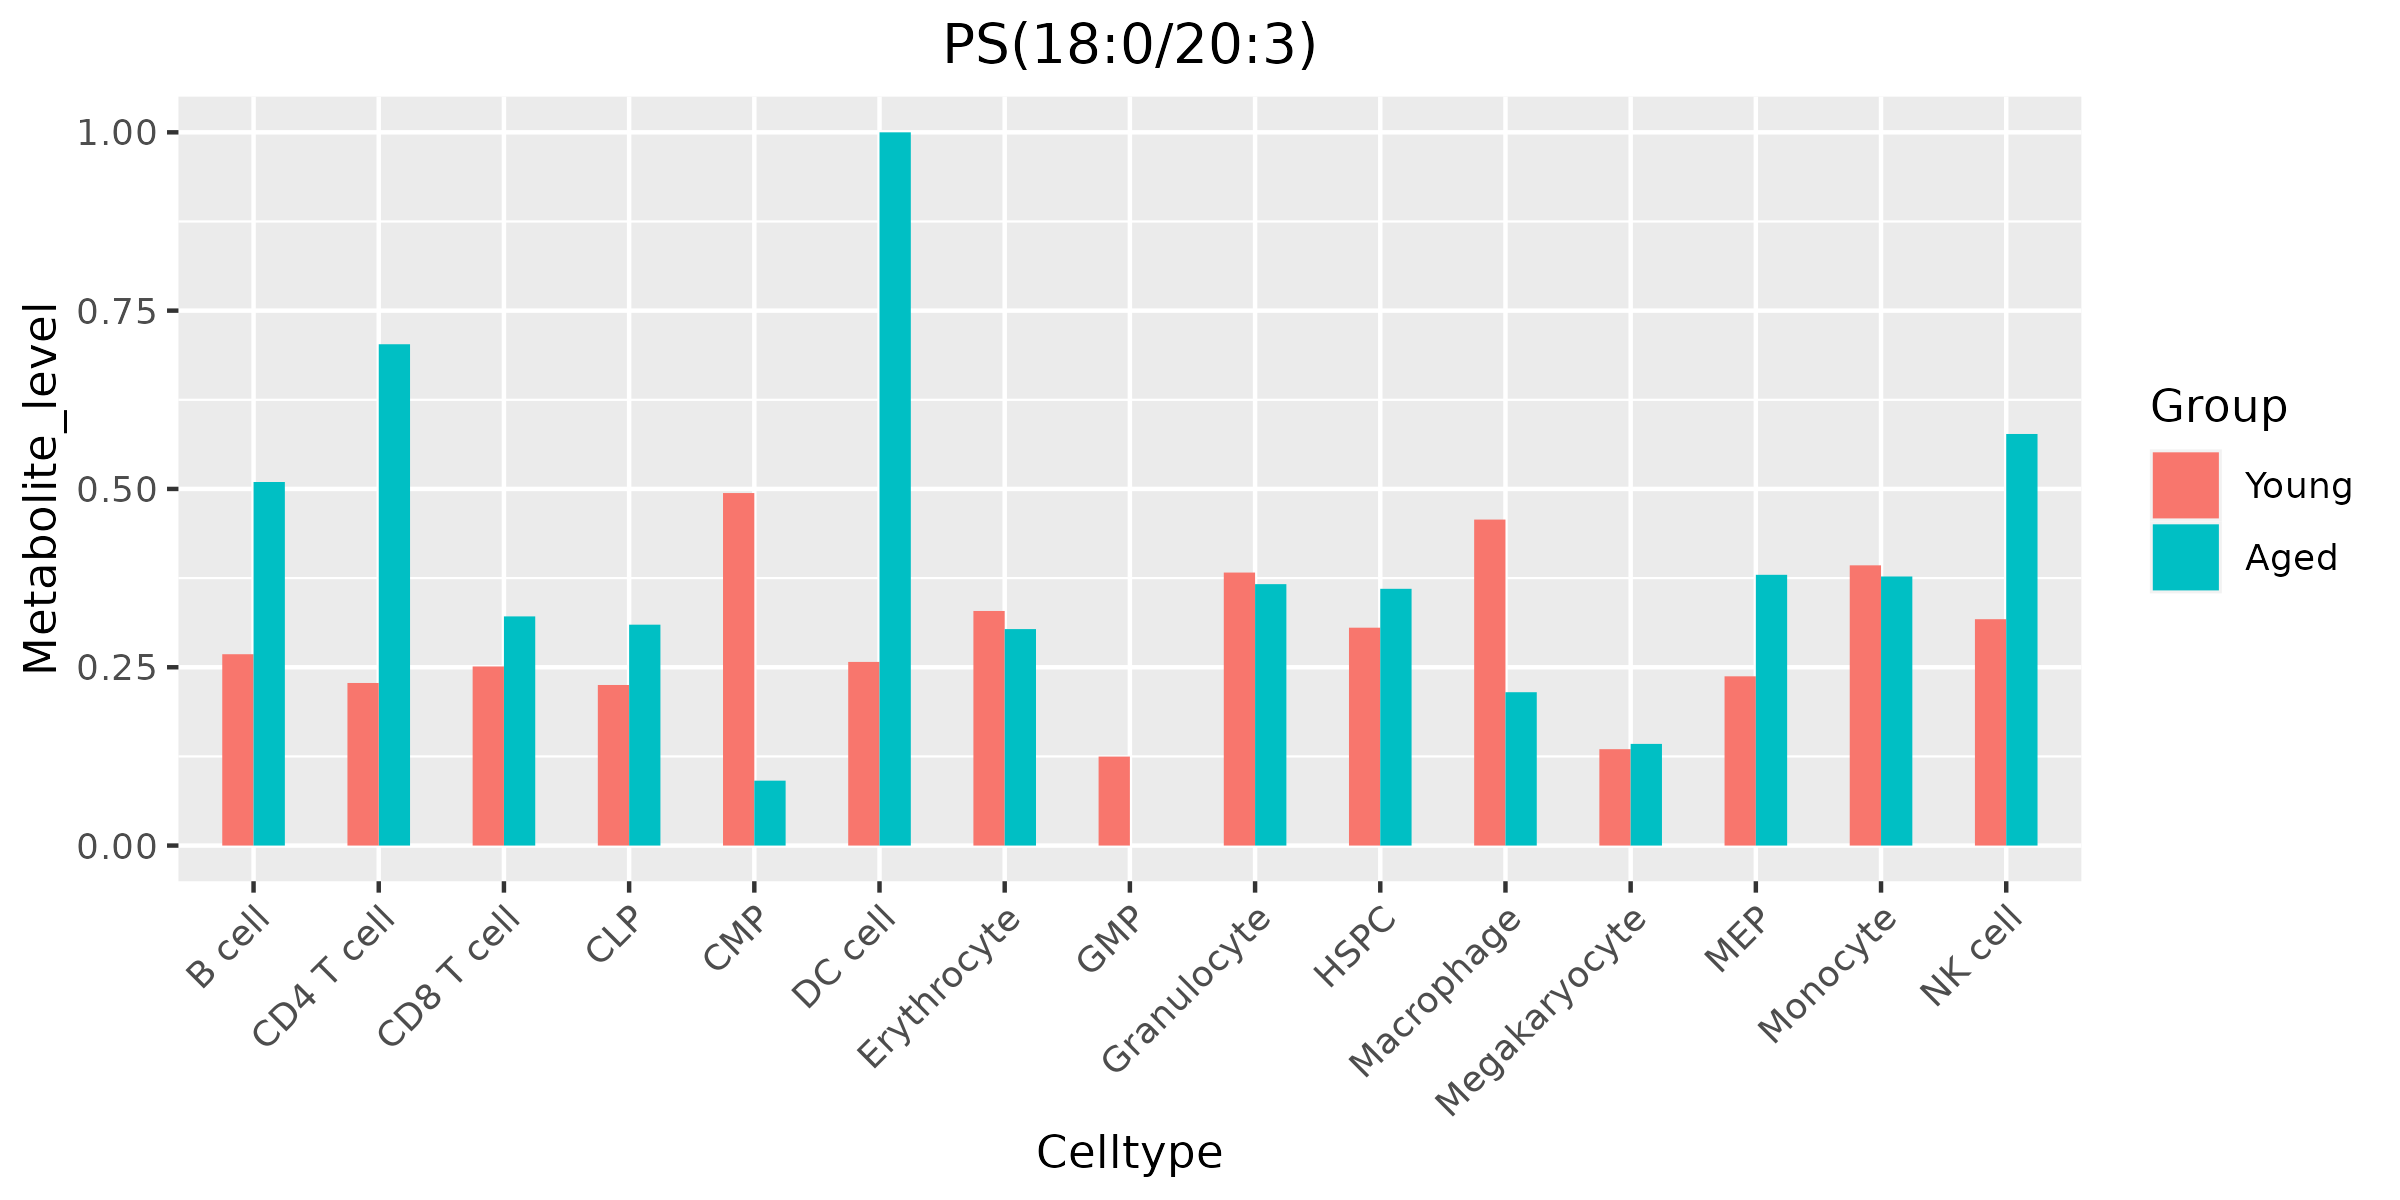 PS(18:0/20:3)
Metabolite_level
1.00
0.75
0.50
0.25
0.00
B cell
CD4 T cell
CD8 T cell
CLP
CMP
DC cell
Erythrocyte
GMP
Granulocyte
HSPC
Macrophage
Megakaryocyte
MEP
Monocyte
NK cell
Celltype
Group
Young
Aged